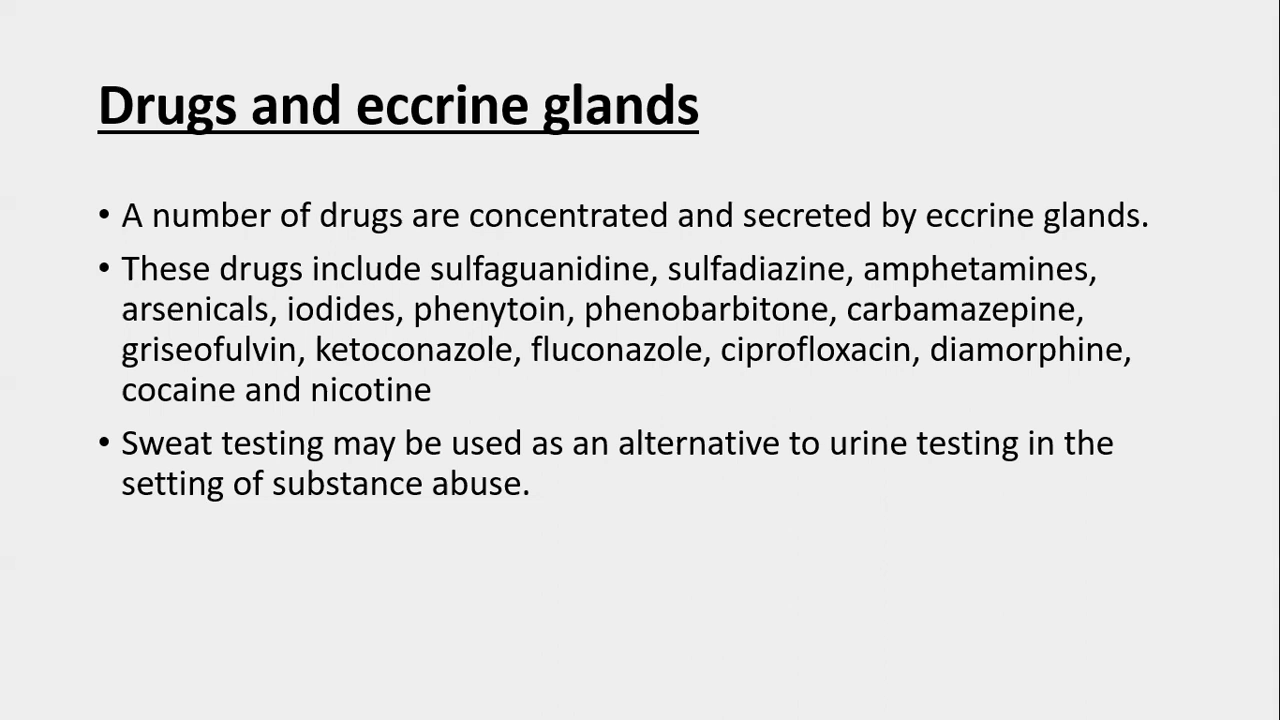 Drugs and eccrine glands
• A number of drugs are concentrated and secreted by eccrine glands.
• These drugs include sulfaguanidine, sulfadiazine, amphetamines,
arsenicals, iodides, phenytoin, phenobarbitone, carbamazepine,
griseofulvin, ketoconazole, fluconazole, ciprofloxacin, diamorphine,
cocaine and nicotine
• Sweat testing may be used as an alternative to urine testing in the
setting of substance abuse.